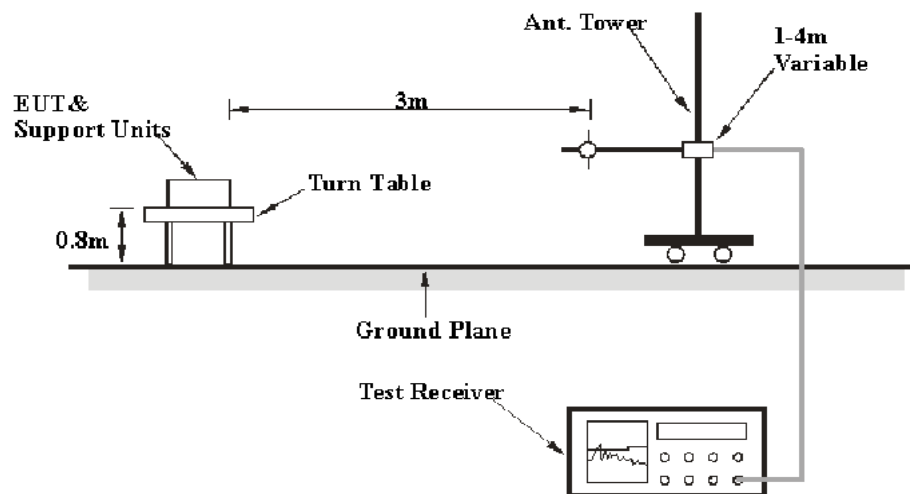 Ant. Tower
1-4m
Variable
3m
EUT &
Support Units
Turn Table
0.8m
Ground Plane
Test Receiver